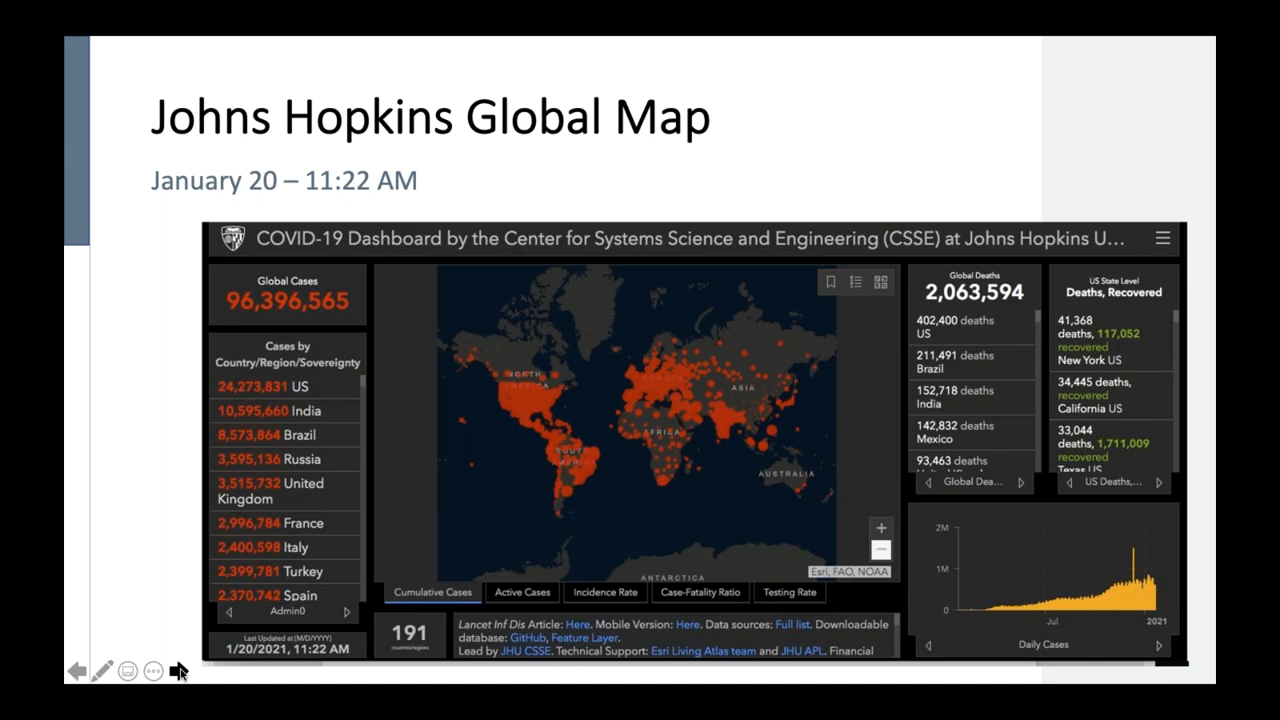 Johns Hopkins Global Map
January 20 – 11:22 AM
COVID-19 Dashboard by the Center for Systems Science and Engineering (CSSE) at Johns Hopkins U...
Global Cases
96,396,565
Cases by
Country/Region/Sovereignty
24,273,831 US
10,595,660 India
8,573,864 Brazil
3,595,136 Russia
3,515,732 United
Kingdom
2,996,784 France
2,400,598 Italy
2,399,781 Turkey
2,370,742 Spain
Admin0
Last Updated at (M/D/YYYY)
1/20/2021, 11:22 AM
NORTH
AMERICA
SOUTH
AMERICA
EUROPE
AFRICA
ASIA
AUSTRALIA
ANTARCTICA
Esri, FAO, NOAA
Cumulative Cases
Active Cases
Incidence Rate
Case-Fatality Ratio
Testing Rate
191
countries/regions
Lancet Inf Dis Article: Here. Mobile Version: Here. Data sources: Full list. Downloadable
database: GitHub, Feature Layer.
Lead by JHU CSSE. Technical Support: Esri Living Atlas team and JHU APL. Financial
Global Deaths
2,063,594
402,400 deaths
US
211,491 deaths
Brazil
152,718 deaths
India
142,832 deaths
Mexico
93,463 deaths
Global Dea...
US State Level
Deaths, Recovered
41,368
deaths, 117,052
recovered
New York US
34,445 deaths,
recovered
California US
33,044
deaths, 1,711,009
recovered
Texas US
US Deaths,...
2M
1M
0
Jul
2021
Daily Cases